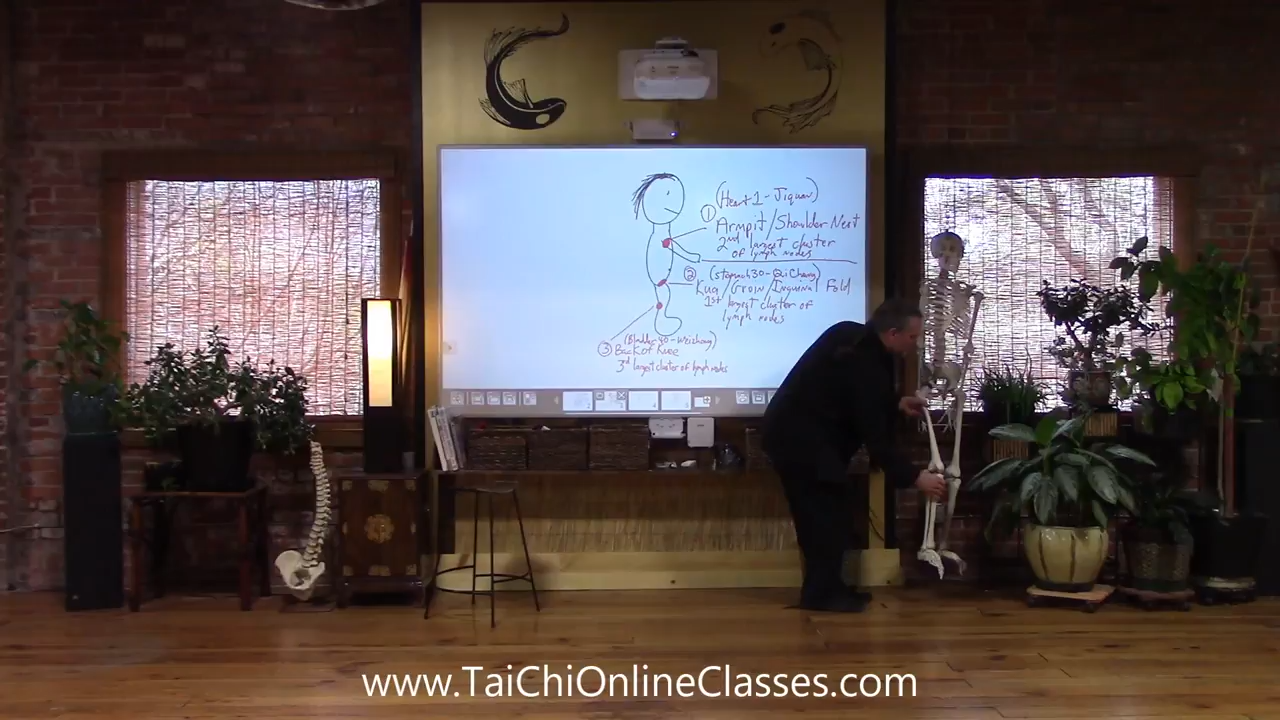 (Heart 1 - Jiquan)
① Armpit/Shoulder Nest
2nd largest cluster
of lymph nodes
② (Stomach 30 - Qi Chong)
Kua/Groin/Inguinal Fold
1st largest cluster of
lymph nodes
(Bladder 40 - Weizhong)
③ Back of Knee
3rd largest cluster of lymph nodes
www.TaiChiOnlineClasses.com